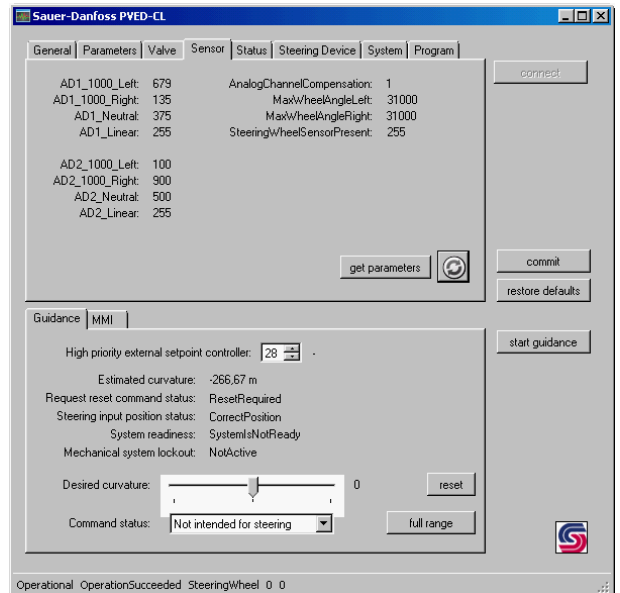 Sauer-Danfoss PVED-CL
General Parameters Valve Sensor Status Steering Device System Program
connect
AD1_1000_Left: 679 AnalogChannelCompensation: 1
AD1_1000_Right: 135 MaxWheelAngleLeft: 31000
AD1_Neutral: 375 MaxWheelAngleRight: 31000
AD1_Linear: 255 SteeringWheelSensorPresent: 255
AD2_1000_Left: 100
AD2_1000_Right: 900
AD2_Neutral: 500
AD2_Linear: 255
get parameters
commit
restore defaults
Guidance MMI
start guidance
High priority external setpoint controller: 28 .
Estimated curvature: -266,67 m
Request reset command status: ResetRequired
Steering input position status: CorrectPosition
System readiness: SystemIsNotReady
Mechanical system lockout: NotActive
Desired curvature: 0 reset
Command status: Not intended for steering full range
Operational OperationSucceeded SteeringWheel 0 0